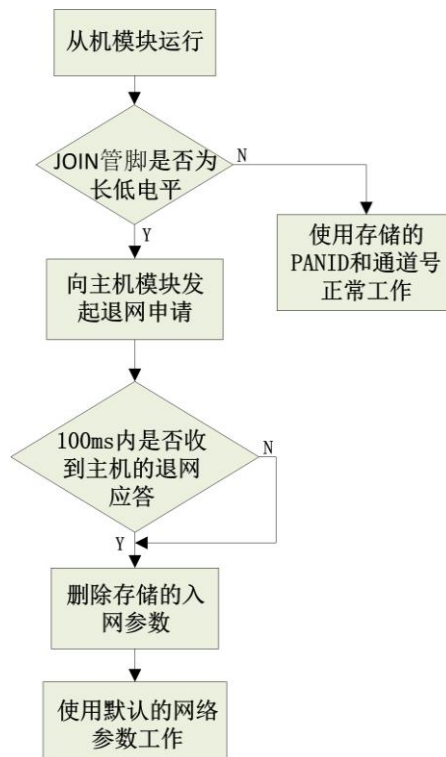 从机模块运行
JOIN管脚是否为
长低电平
N
Y
使用存储的
PANID和通道号
正常工作
向主机模块发
起退网申请
100ms内是否收
到主机的退网
应答
N
Y
删除存储的入
网参数
使用默认的网络
参数工作